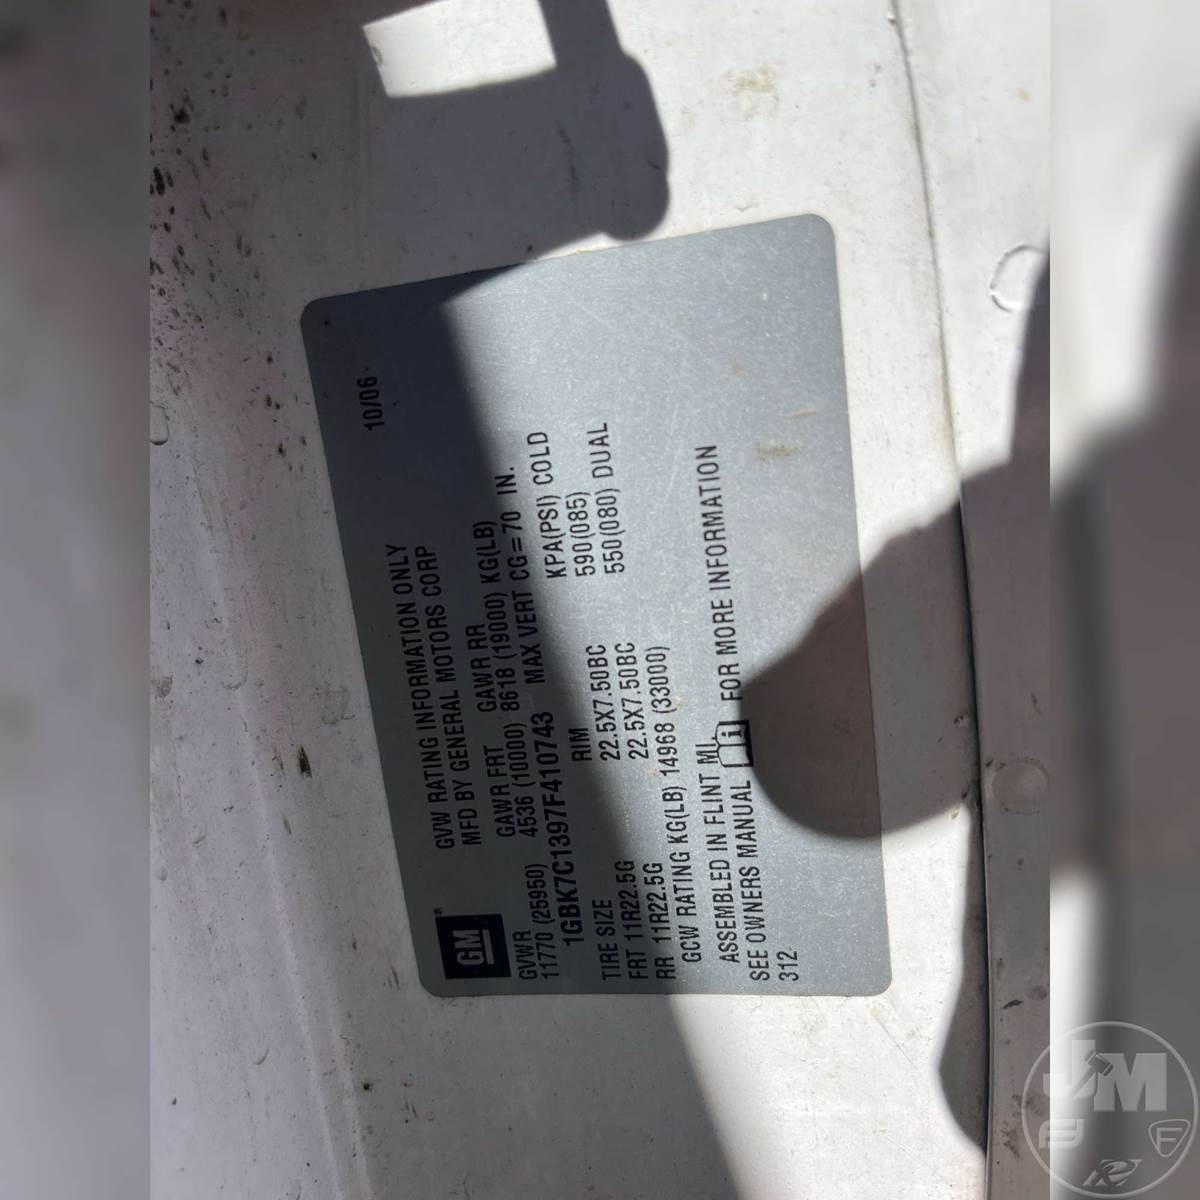 GM®
GVW RATING INFORMATION ONLY 10/06
MFD BY GENERAL MOTORS CORP
GVWR GAWR FRT GAWR RR
11770 (25950) 4536 (10000) 8618 (19000) KG(LB)
1GBK7C1397F410743 MAX VERT CG=70 IN.
TIRE SIZE RIM KPA(PSI) COLD
FRT 11R22.5G 22.5X7.50BC 590(085)
RR 11R22.5G 22.5X7.50BC 550(080) DUAL
GCW RATING KG(LB) 14968 (33000)
ASSEMBLED IN FLINT MI
SEE OWNERS MANUAL i FOR MORE INFORMATION
312
JM
F